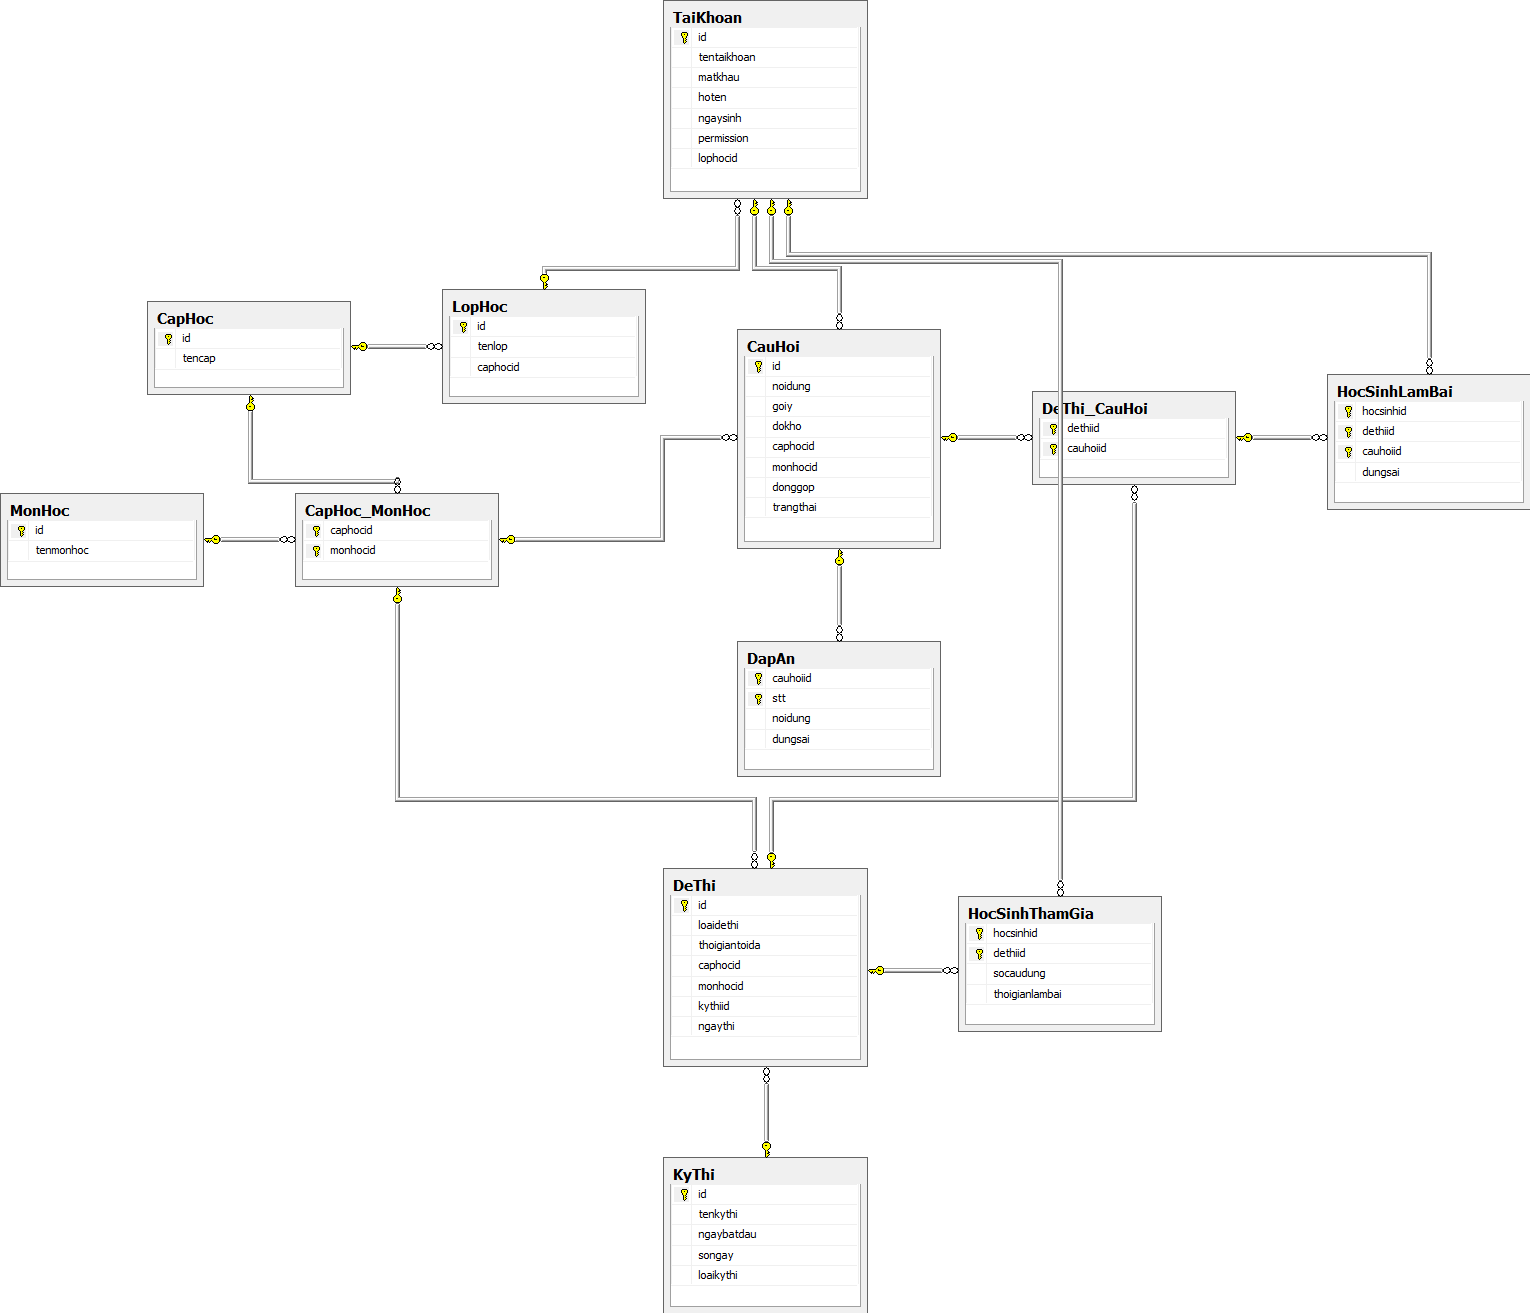 TaiKhoan
id
tentaikhoan
matkhau
hoten
ngaysinh
permission
lophocid
CapHoc
id
tencap
LopHoc
id
tenlop
caphocid
CauHoi
id
noidung
goiy
dokho
caphocid
monhocid
donggop
trangthai
DeThi_CauHoi
dethiid
cauhoiid
HocSinhLamBai
hocsinhid
dethiid
cauhoiid
dungsai
MonHoc
id
tenmonhoc
CapHoc_MonHoc
caphocid
monhocid
DapAn
cauhoiid
stt
noidung
dungsai
DeThi
id
loaidethi
thoigiantoida
caphocid
monhocid
kythiid
ngaythi
HocSinhThamGia
hocsinhid
dethiid
socaudung
thoigianlambai
KyThi
id
tenkythi
ngaybatdau
songay
loaikythi